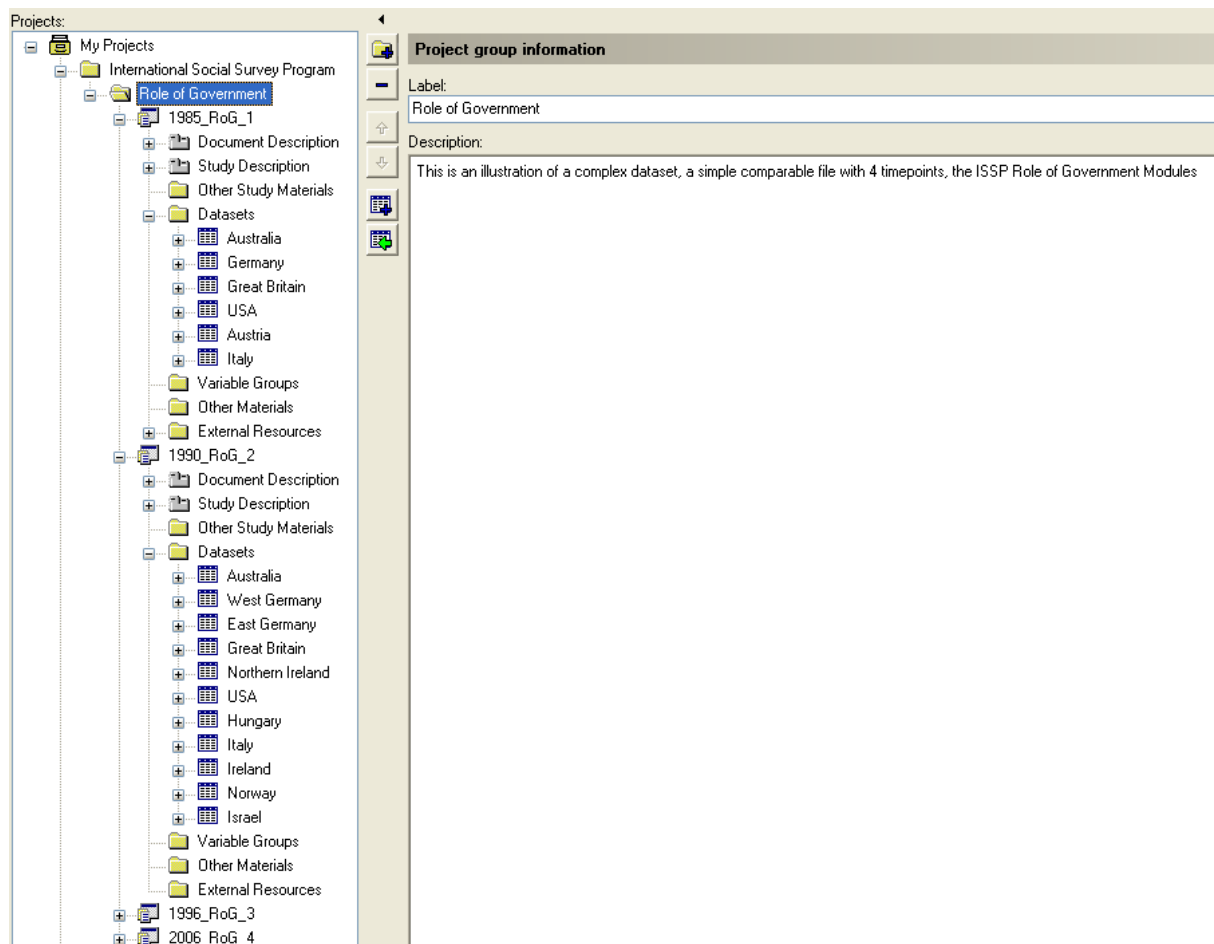 Projects:
My Projects
International Social Survey Program
Role of Government
1985_RoG_1
Document Description
Study Description
Other Study Materials
Datasets
Australia
Germany
Great Britain
USA
Austria
Italy
Variable Groups
Other Materials
External Resources
1990_RoG_2
Document Description
Study Description
Other Study Materials
Datasets
Australia
West Germany
East Germany
Great Britain
Northern Ireland
USA
Hungary
Italy
Ireland
Norway
Israel
Variable Groups
Other Materials
External Resources
1996_RoG_3
2006_RoG_4
Project group information
Label:
Role of Government
Description:
This is an illustration of a complex dataset, a simple comparable file with 4 timepoints, the ISSP Role of Government Modules